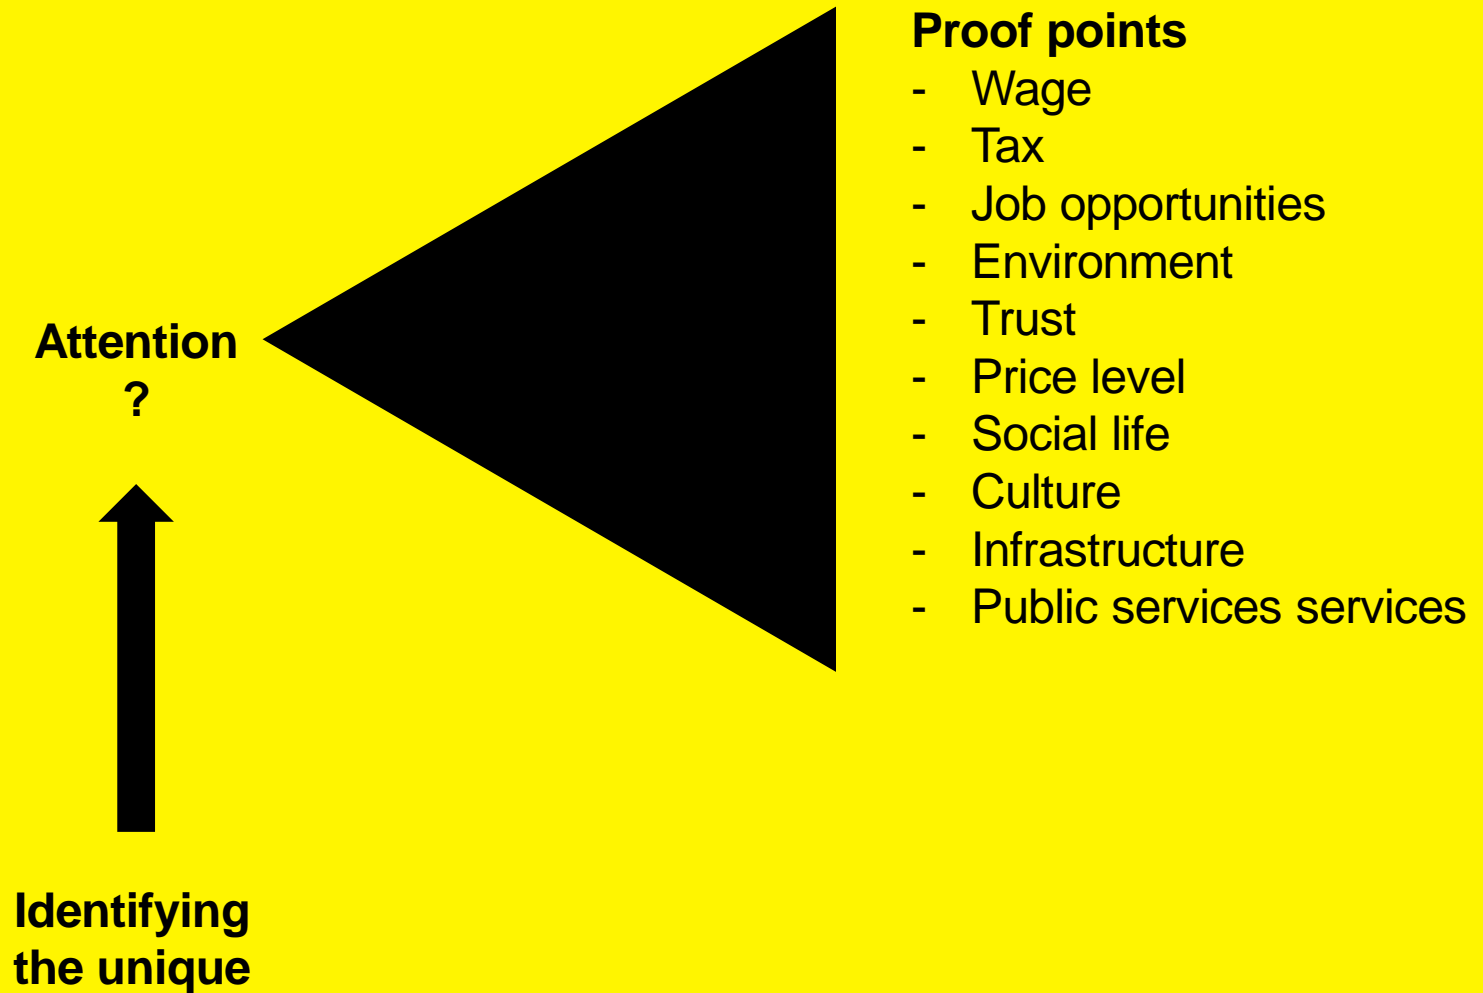 Proof points
- Wage
- Tax
- Job opportunities
- Environment
- Trust
- Price level
- Social life
- Culture
- Infrastructure
- Public services services
Attention
?
Identifying
the unique